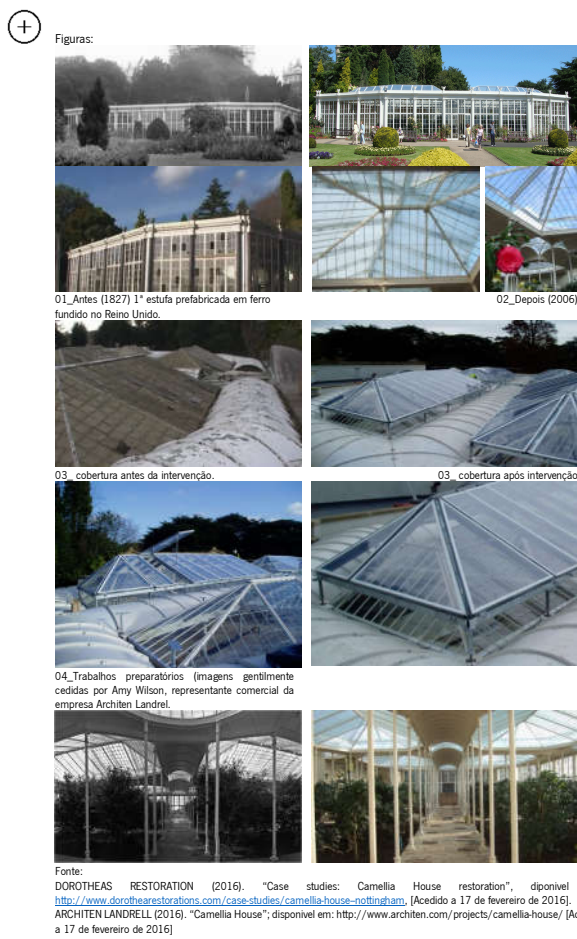 Figuras:
01_Antes (1827) 1ª estufa prefabricada em ferro
fundido no Reino Unido.
02_Depois (2006)
03_ cobertura antes da intervenção.
03_ cobertura após intervenção
04_Trabalhos preparatórios (imagens gentilmente
cedidas por Amy Wilson, representante comercial da
empresa Architen Landrel.
Fonte:
DOROTHEAS RESTORATION (2016). “Case studies: Camellia House restoration”, diponivel
http://www.dorothearestorations.com/case-studies/camellia-house–nottingham, [Acedido a 17 de fevereiro de 2016].
ARCHITEN LANDRELL (2016). “Camellia House”; disponivel em: http://www.architen.com/projects/camellia-house/ [Ac
a 17 de fevereiro de 2016]